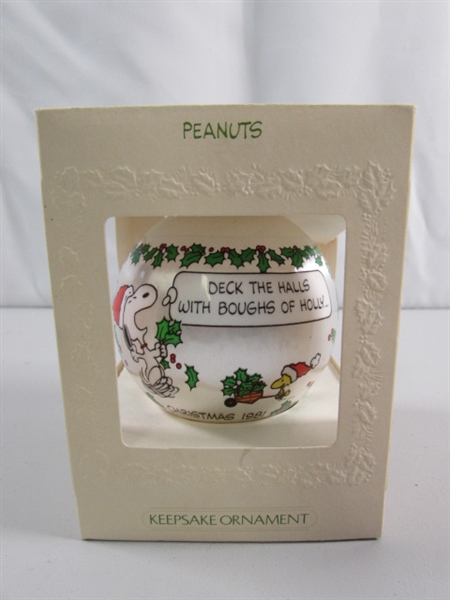 PEANUTS
DECK THE HALLS
WITH BOUGHS OF HOLLY...
CHRISTMAS 1981
KEEPSAKE ORNAMENT